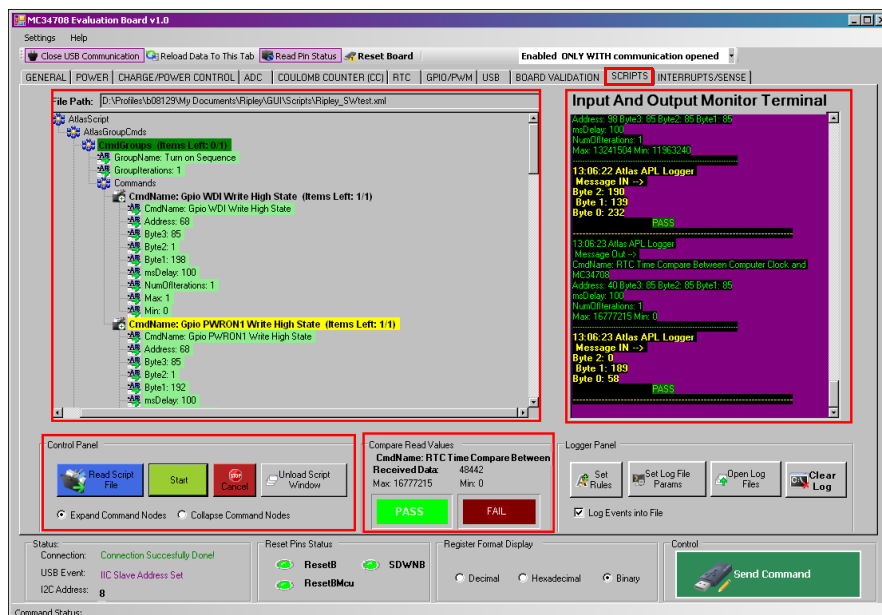 MC34708 Evaluation Board v1.0
Settings Help
Close USB Communication Reload Data To This Tab Read Pin Status Reset Board Enabled ONLY WITH communication opened
GENERAL POWER CHARGE/POWER CONTROL ADC COULOMB COUNTER (CC) RTC GPIO/PWM USB BOARD VALIDATION SCRIPTS INTERRUPTS/SENSE
File Path: D:\Profiles\b08129\My Documents\Ripley\GUI\Scripts\Ripley_SWtest.xml
AtlasScript
AtlasGroupCmds
CmdGroups (Items Left: 0/1)
GroupName: Turn on Sequence
GroupIterations: 1
Commands
CmdName: Gpio WDI Write High State (Items Left: 1/1)
CmdName: Gpio WDI Write High State
Address: 68
Byte3: 85
Byte2: 1
Byte1: 198
msDelay: 100
NumOfIterations: 1
Max: 1
Min: 0
CmdName: Gpio PWRON1 Write High State (Items Left: 1/1)
CmdName: Gpio PWRON1 Write High State
Address: 68
Byte3: 85
Byte2: 1
Byte1: 192
msDelay: 100
Input And Output Monitor Terminal
Address: 98 Byte3: 85 Byte2: 85 Byte1: 85
msDelay: 100
NumOfIterations: 1
Max: 13241504 Min: 11963240
13:06:22 Atlas APL Logger
Message IN -->
Byte 2: 190
Byte 1: 139
Byte 0: 232
PASS
13:06:23 Atlas APL Logger
Message Out -->
CmdName: RTC Time Compare Between Computer Clock and
MC34708
Address: 40 Byte3: 85 Byte2: 85 Byte1: 85
msDelay: 100
NumOfIterations: 1
Max: 16777215 Min: 0
13:06:23 Atlas APL Logger
Message IN -->
Byte 2: 0
Byte 1: 189
Byte 0: 58
PASS
Control Panel
Read Script File
Start
Cancel
Unload Script Window
Expand Command Nodes Collapse Command Nodes
Compare Read Values
CmdName: RTC Time Compare Between
Received Data: 48442
Max: 16777215 Min: 0
PASS FAIL
Logger Panel
Set Rules
Set Log File Params
Open Log Files
Clear Log
Log Events into File
Status:
Connection: Connection Succesfully Done!
USB Event: IIC Slave Address Set
I2C Address: 8
Reset Pins Status
ResetB SDWNB
ResetBMcu
Register Format Display
Decimal Hexadecimal Binary
Control
Send Command
Command Status: